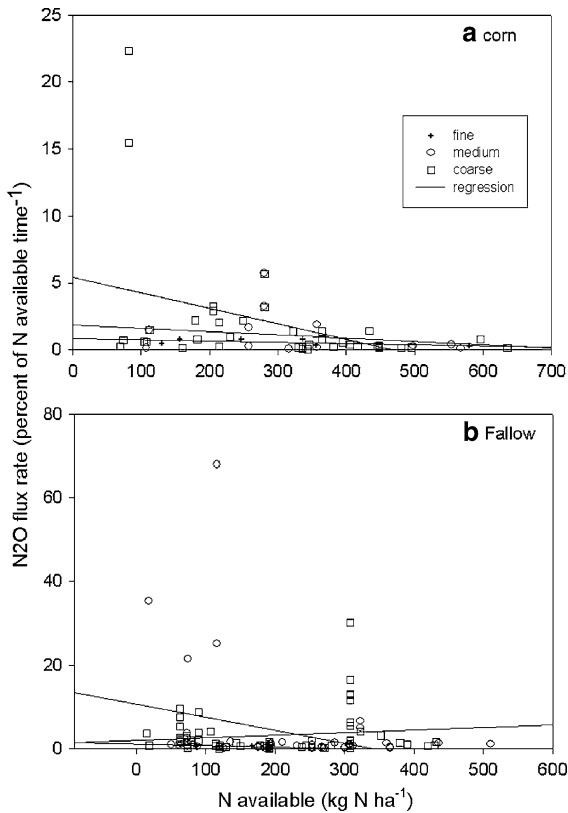 N2O flux rate (percent of N available time-1)
25
20
15
10
5
0
a corn
fine
medium
coarse
regression
0 100 200 300 400 500 600 700
80
60
40
20
0
b Fallow
0 100 200 300 400 500 600
N available (kg N ha-1)